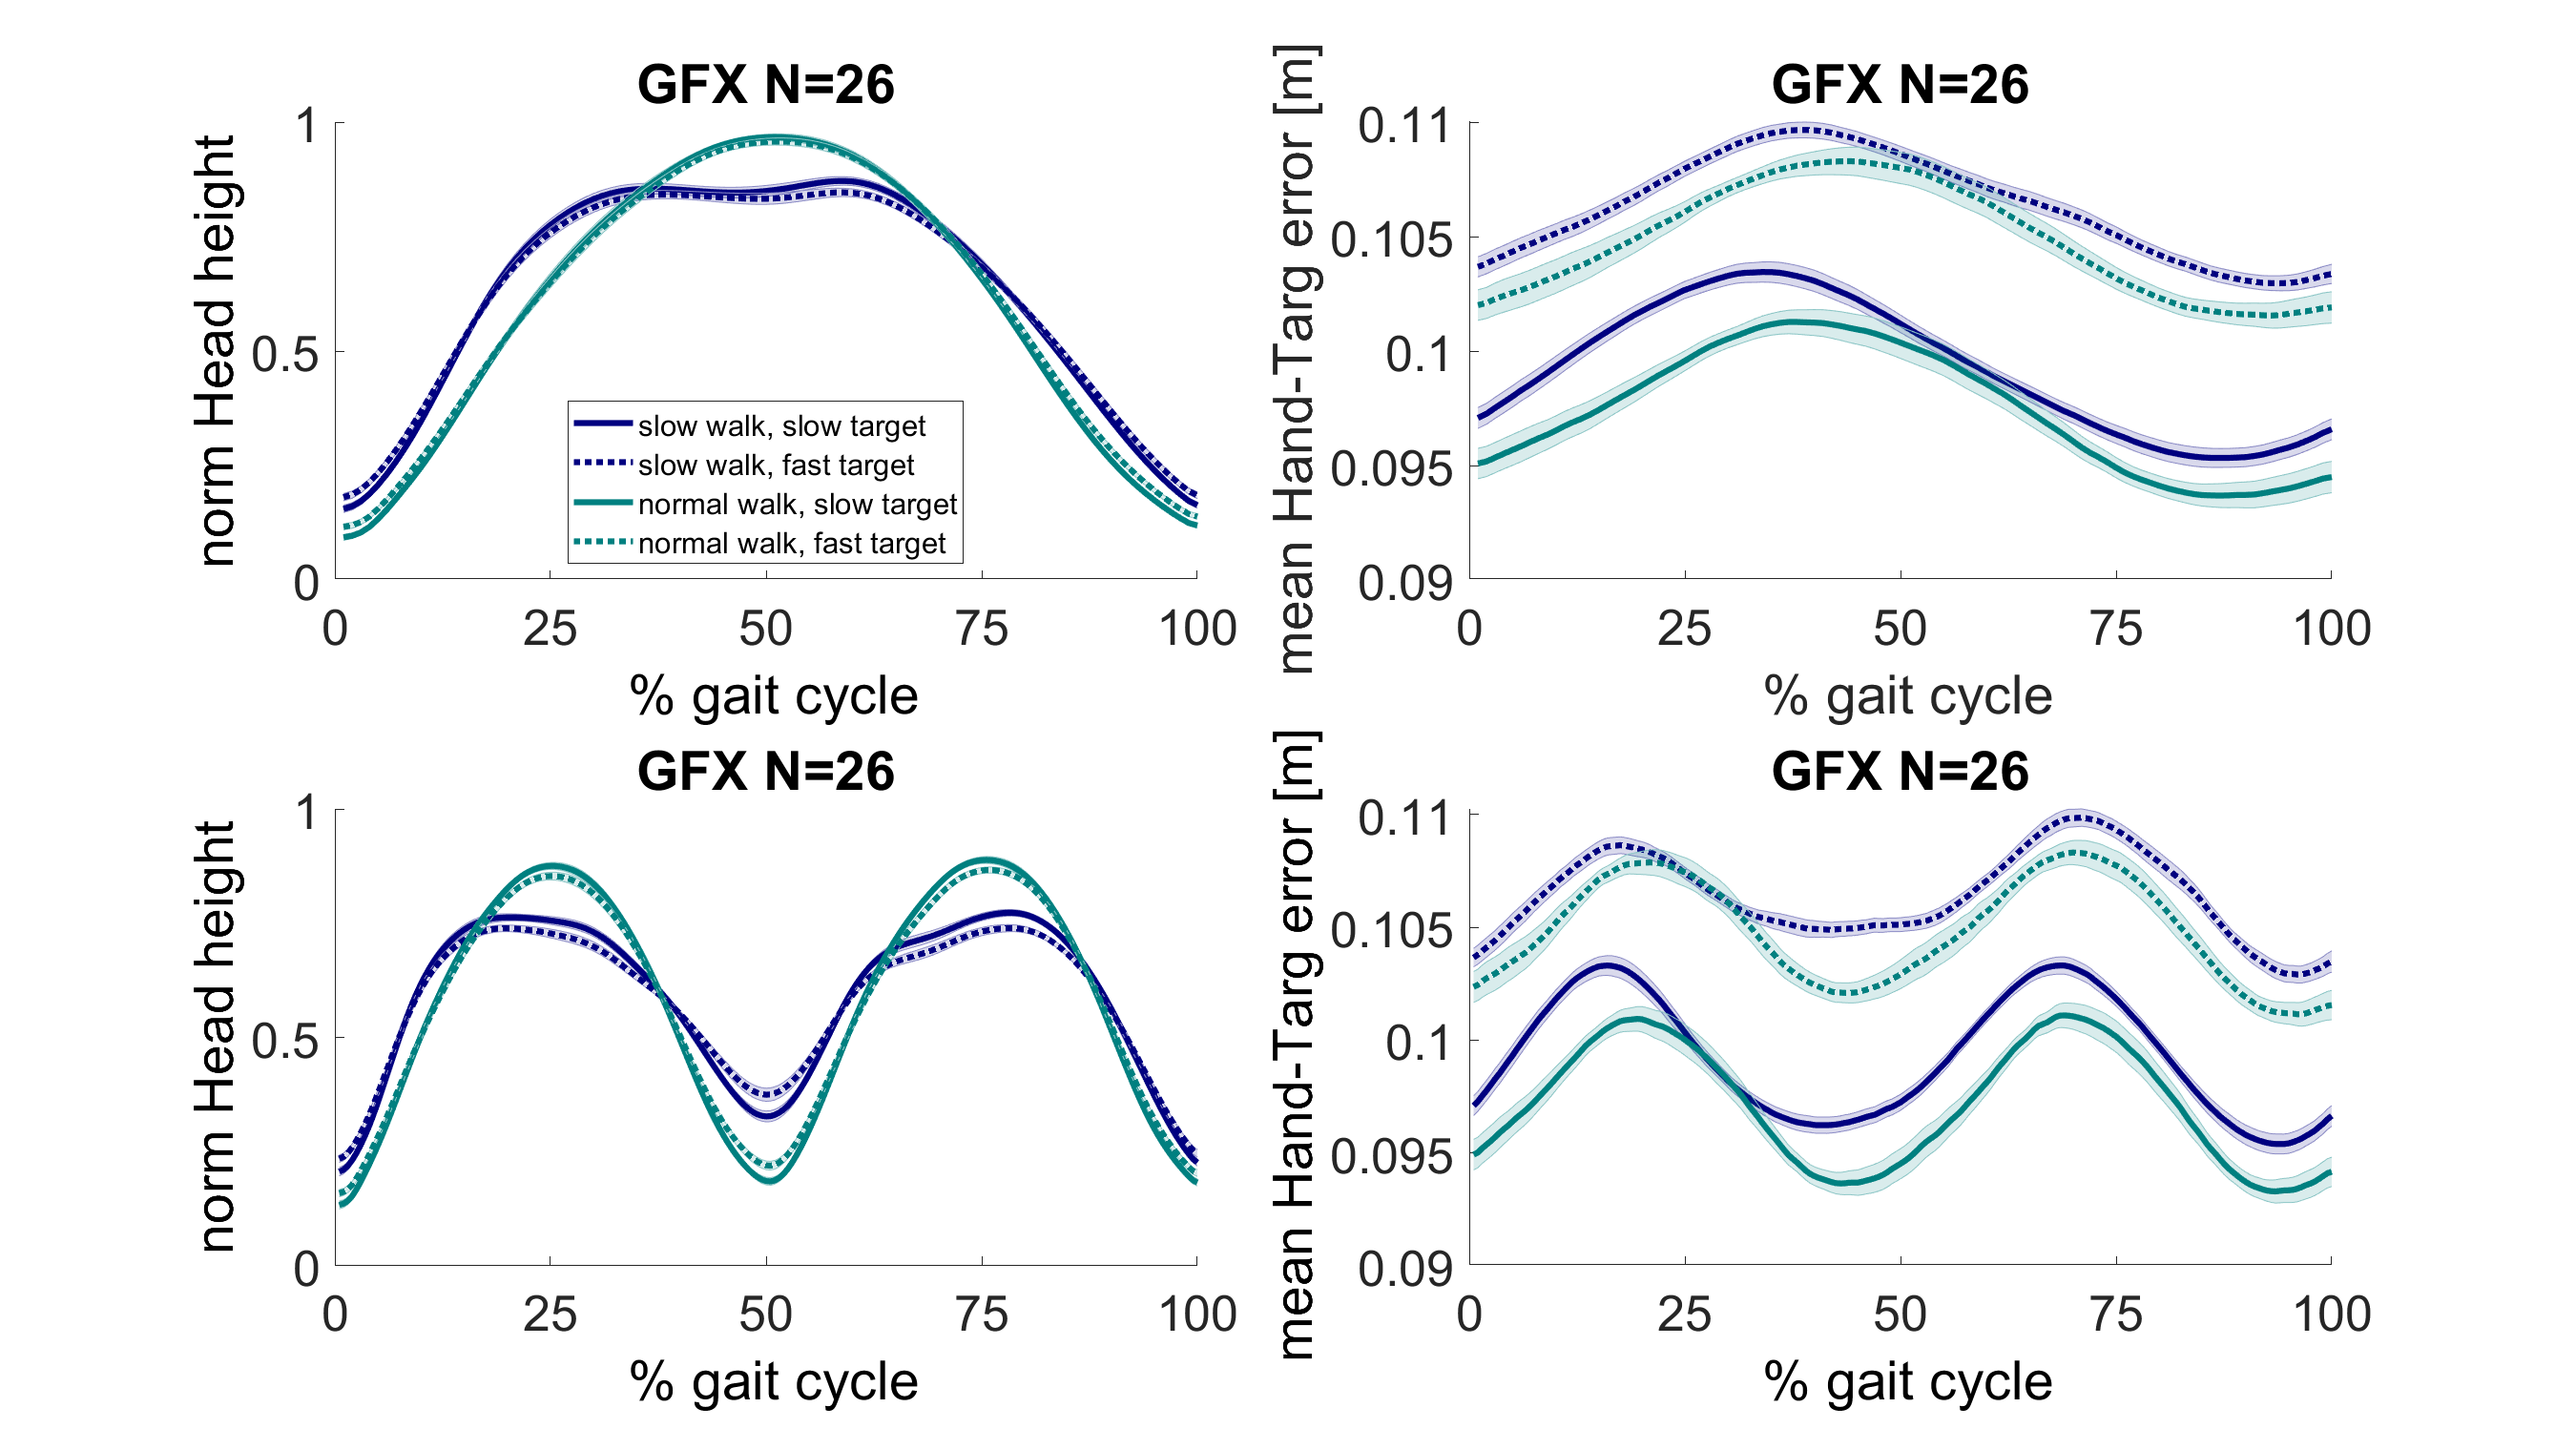 GFX N=26
norm Head height
1
0.5
0
slow walk, slow target
slow walk, fast target
normal walk, slow target
normal walk, fast target
0 25 50 75 100
% gait cycle
GFX N=26
mean Hand-Targ error [m]
0.11
0.105
0.1
0.095
0.09
0 25 50 75 100
% gait cycle
GFX N=26
norm Head height
1
0.5
0
0 25 50 75 100
% gait cycle
GFX N=26
mean Hand-Targ error [m]
0.11
0.105
0.1
0.095
0.09
0 25 50 75 100
% gait cycle